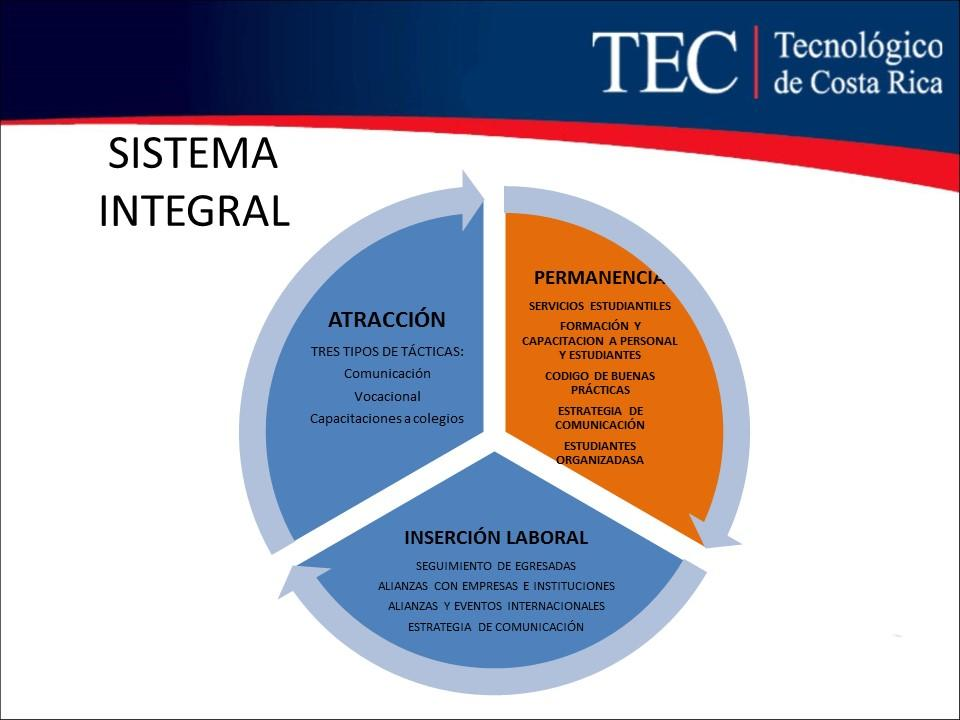 TEC | Tecnológico
de Costa Rica
SISTEMA
INTEGRAL
ATRACCIÓN
TRES TIPOS DE TÁCTICAS:
Comunicación
Vocacional
Capacitaciones a colegios
PERMANENCIA
SERVICIOS ESTUDIANTILES
FORMACIÓN Y
CAPACITACION A PERSONAL
Y ESTUDIANTES
CODIGO DE BUENAS
PRÁCTICAS
ESTRATEGIA DE
COMUNICACIÓN
ESTUDIANTES
ORGANIZADASA
INSERCIÓN LABORAL
SEGUIMIENTO DE EGRESADAS
ALIANZAS CON EMPRESAS E INSTITUCIONES
ALIANZAS Y EVENTOS INTERNACIONALES
ESTRATEGIA DE COMUNICACIÓN